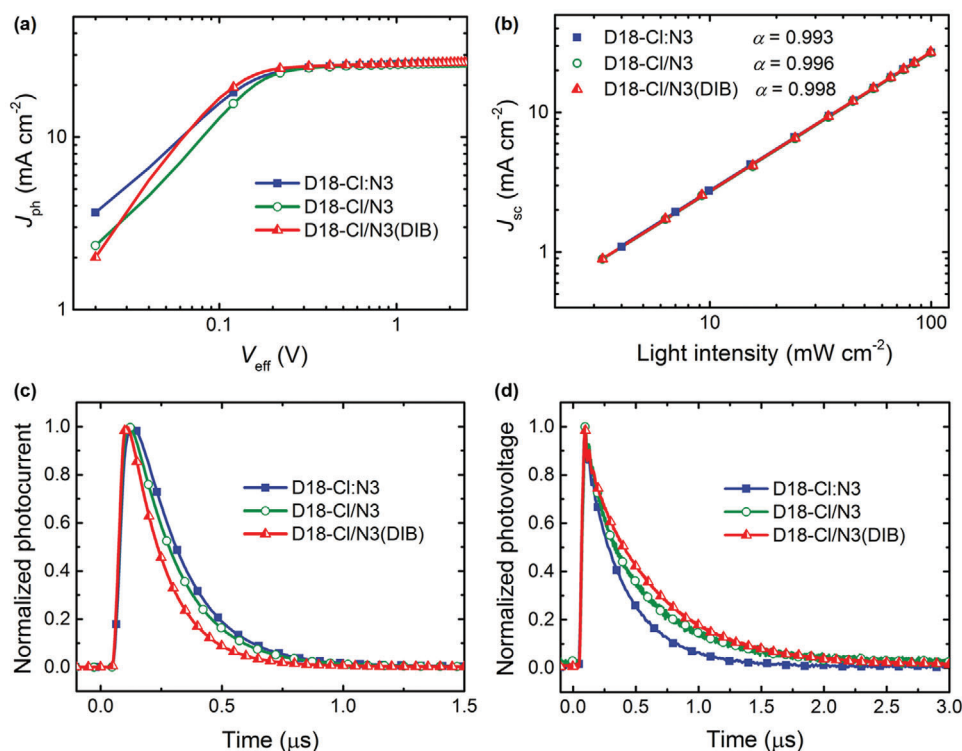 (a)
J_ph (mA cm⁻²)
10
1
D18-Cl:N3
D18-Cl/N3
D18-Cl/N3(DIB)
0.1 1
V_eff (V)
(b)
J_sc (mA cm⁻²)
10
1
D18-Cl:N3 α = 0.993
D18-Cl/N3 α = 0.996
D18-Cl/N3(DIB) α = 0.998
10 100
Light intensity (mW cm⁻²)
(c)
Normalized photocurrent
1.0
0.8
0.6
0.4
0.2
0.0
D18-Cl:N3
D18-Cl/N3
D18-Cl/N3(DIB)
0.0 0.5 1.0 1.5
Time (μs)
(d)
Normalized photovoltage
1.0
0.8
0.6
0.4
0.2
0.0
D18-Cl:N3
D18-Cl/N3
D18-Cl/N3(DIB)
0.0 0.5 1.0 1.5 2.0 2.5 3.0
Time (μs)